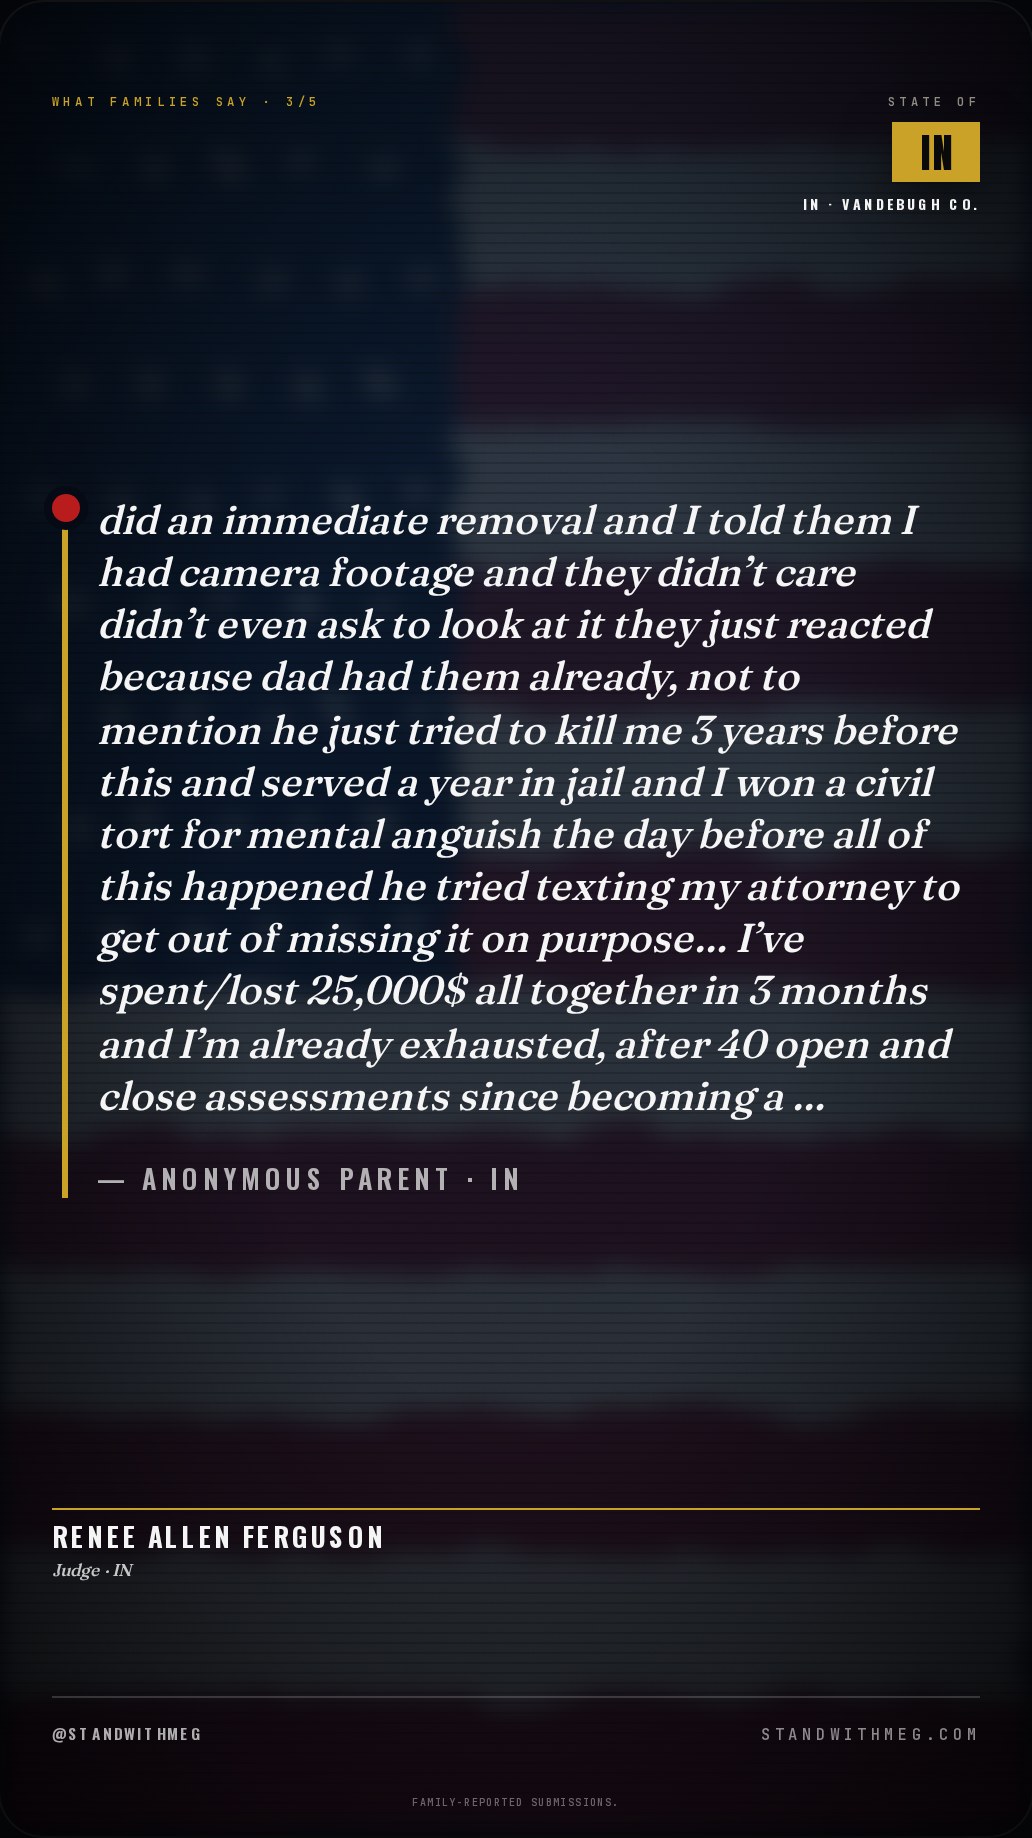 WHAT FAMILIES SAY · 3/5
STATE OF
IN
IN · VANDEBUGH CO.
did an immediate removal and I told them I
had camera footage and they didn’t care
didn’t even ask to look at it they just reacted
because dad had them already, not to
mention he just tried to kill me 3 years before
this and served a year in jail and I won a civil
tort for mental anguish the day before all of
this happened he tried texting my attorney to
get out of missing it on purpose... I’ve
spent/lost 25,000$ all together in 3 months
and I’m already exhausted, after 40 open and
close assessments since becoming a ...
— ANONYMOUS PARENT · IN
RENEE ALLEN FERGUSON
Judge · IN
@STANDWITHMEG
STANDWITHMEG.COM
FAMILY-REPORTED SUBMISSIONS.